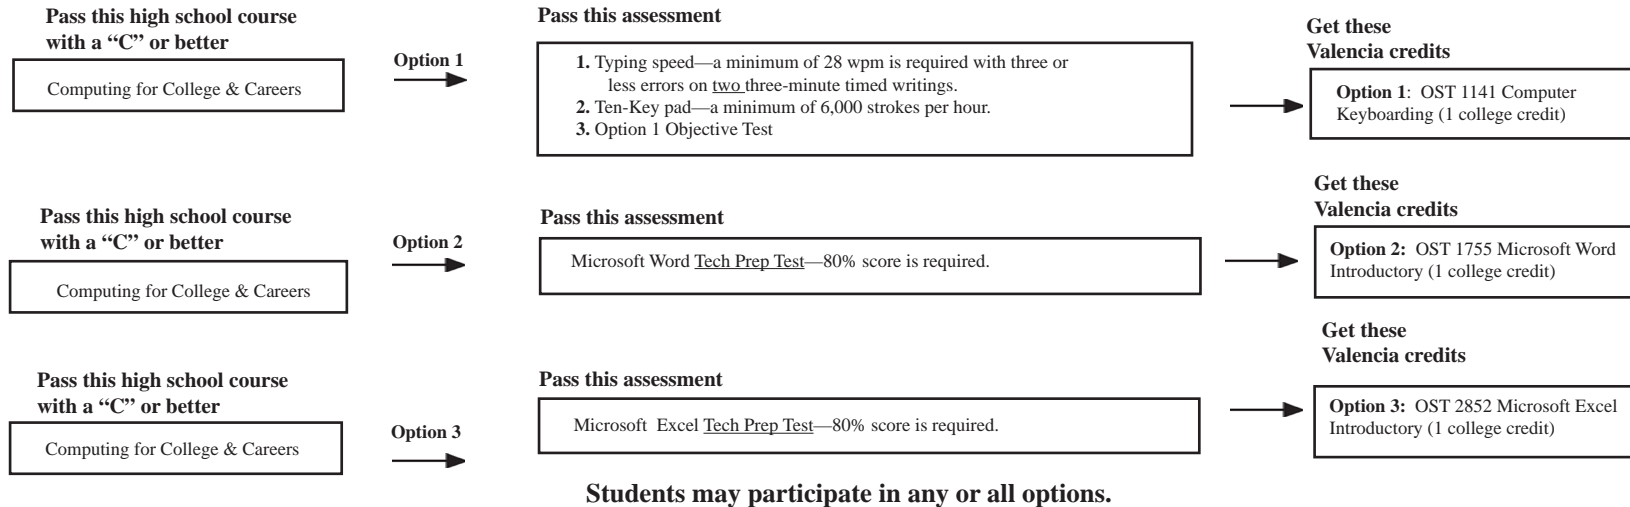 Pass this high school course
with a “C” or better
Computing for College & Careers
Option 1
Pass this assessment
1. Typing speed—a minimum of 28 wpm is required with three or
less errors on two three-minute timed writings.
2. Ten-Key pad—a minimum of 6,000 strokes per hour.
3. Option 1 Objective Test
Get these
Valencia credits
Option 1: OST 1141 Computer
Keyboarding (1 college credit)
Pass this high school course
with a “C” or better
Computing for College & Careers
Option 2
Pass this assessment
Microsoft Word Tech Prep Test—80% score is required.
Get these
Valencia credits
Option 2: OST 1755 Microsoft Word
Introductory (1 college credit)
Pass this high school course
with a “C” or better
Computing for College & Careers
Option 3
Pass this assessment
Microsoft Excel Tech Prep Test—80% score is required.
Get these
Valencia credits
Option 3: OST 2852 Microsoft Excel
Introductory (1 college credit)
Students may participate in any or all options.